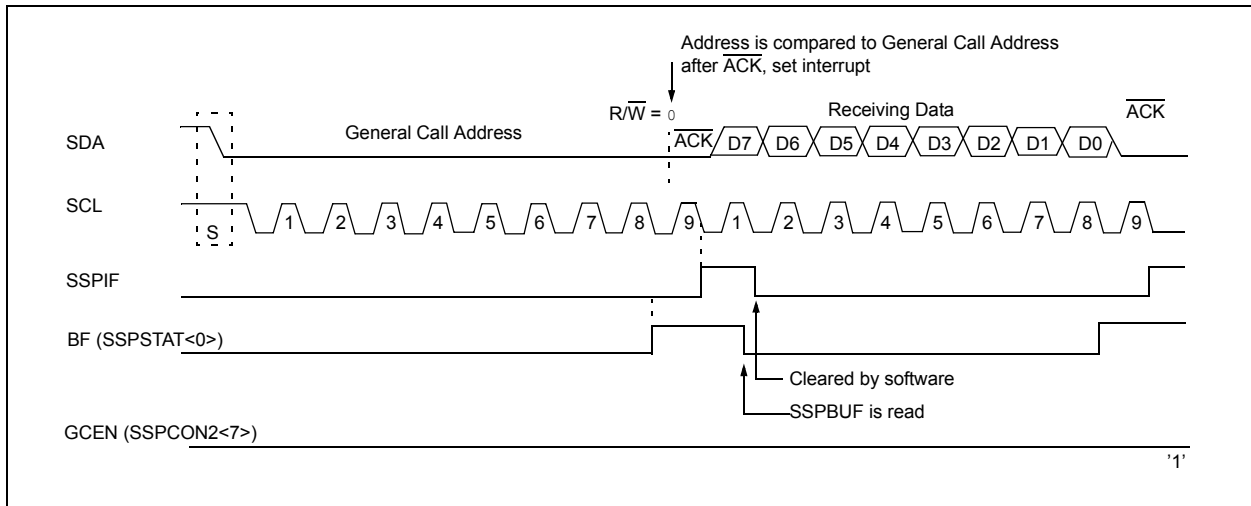 Address is compared to General Call Address
after ACK, set interrupt
R/W = 0
Receiving Data
ACK
SDA
General Call Address
ACK
D7 D6 D5 D4 D3 D2 D1 D0
SCL
S
1 2 3 4 5 6 7 8 9 1 2 3 4 5 6 7 8 9
SSPIF
BF (SSPSTAT<0>)
Cleared by software
SSPBUF is read
GCEN (SSPCON2<7>)
'1'